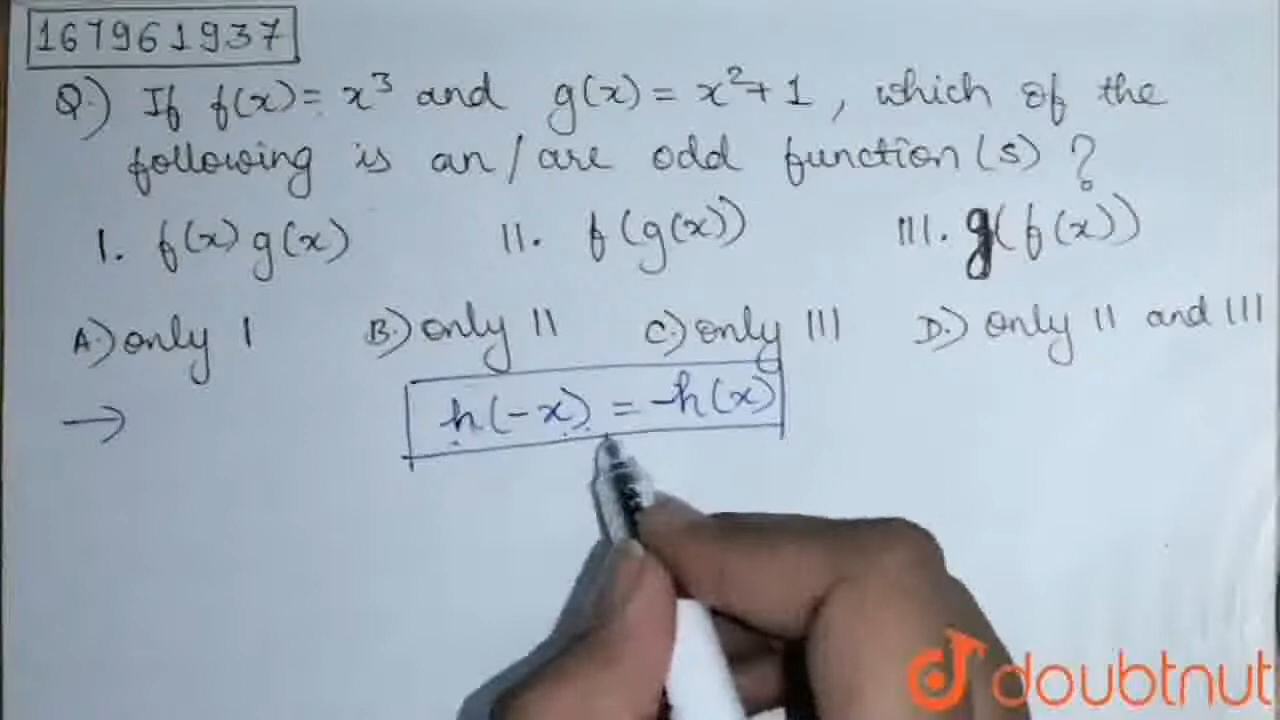 167961937
Q.) If f(x) = x³ and g(x) = x² + 1, which of the
following is an/are odd function(s)?
I. f(x) g(x) II. f(g(x)) III. g(f(x))
A.) only I B.) only II C.) only III D.) only II and III
→ h(-x) = -h(x)
doubtnut